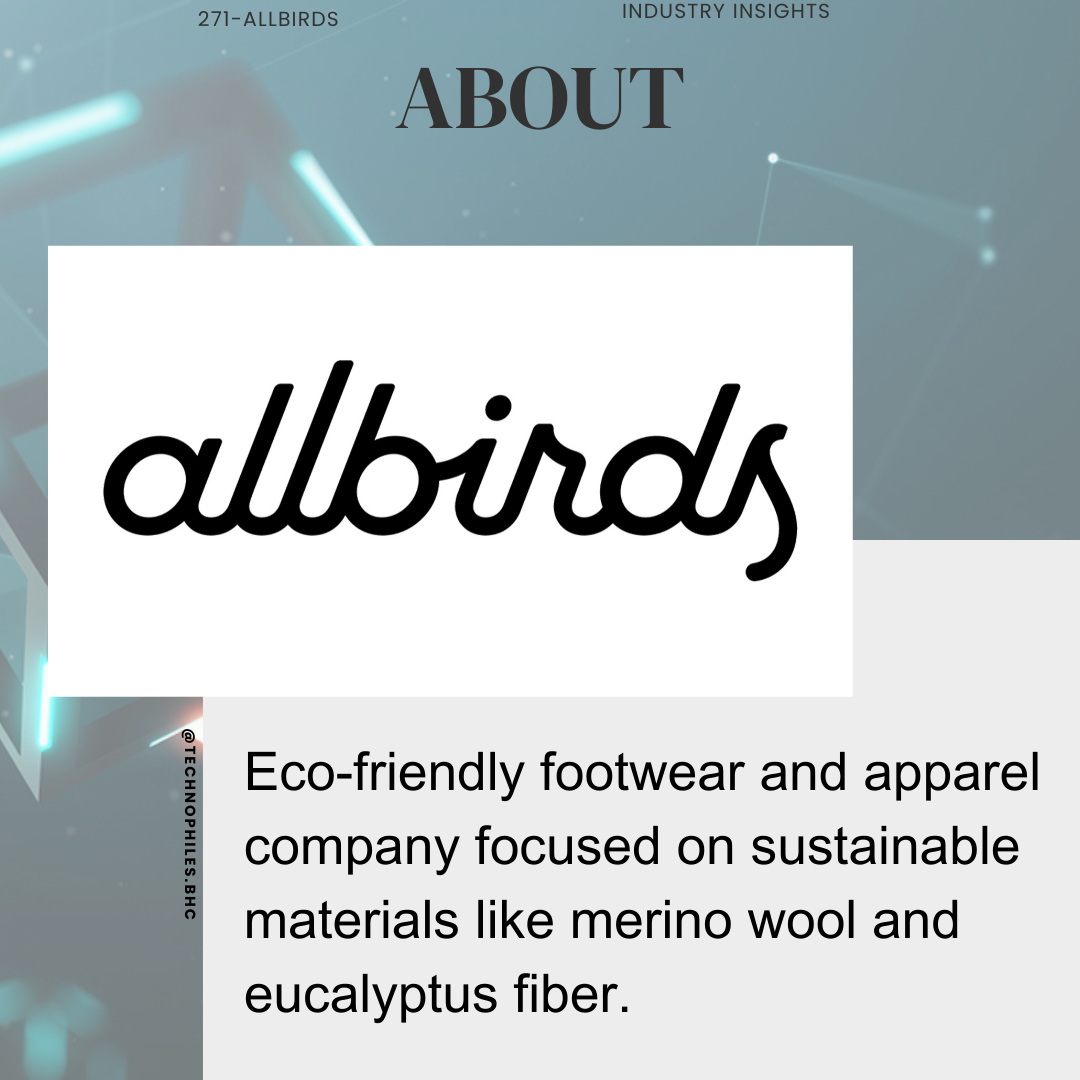 271-ALLBIRDS
INDUSTRY INSIGHTS
ABOUT
allbirds
@TECHNOPHILES.BHC
Eco-friendly footwear and apparel
company focused on sustainable
materials like merino wool and
eucalyptus fiber.